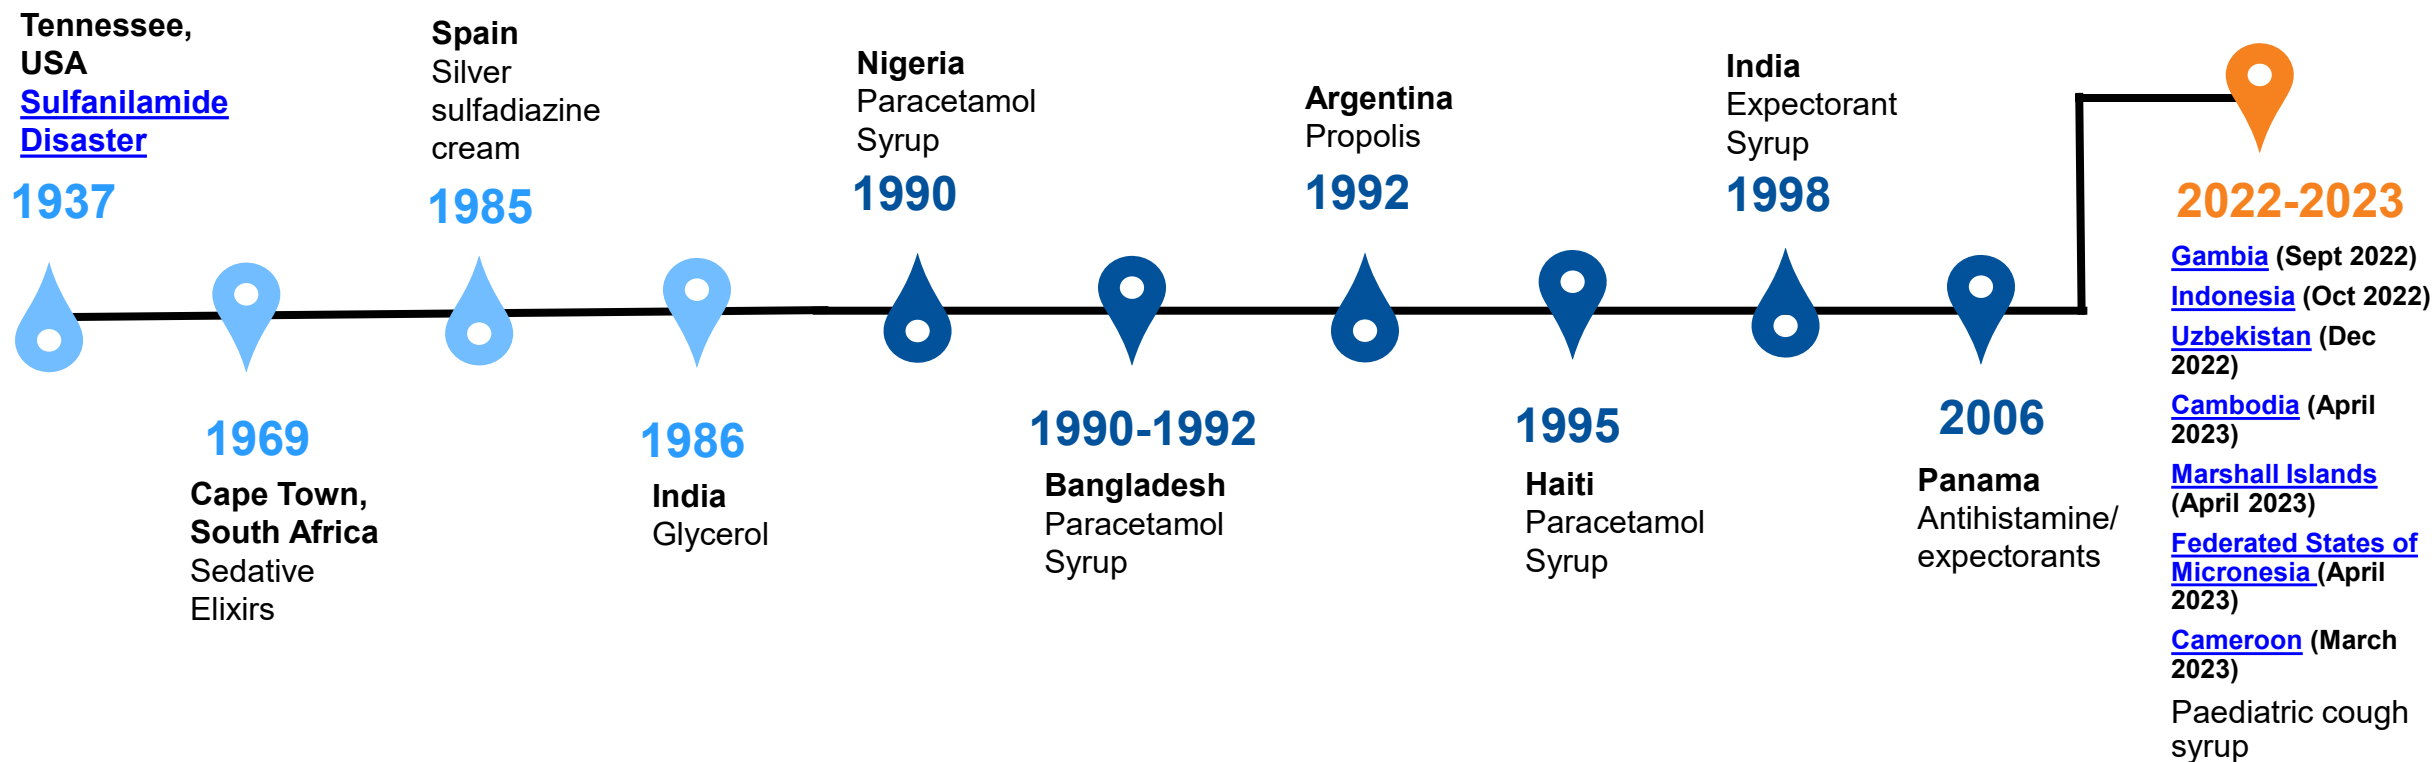 Tennessee,
USA
Sulfanilamide
Disaster
1937
1969
Cape Town,
South Africa
Sedative
Elixirs
Spain
Silver
sulfadiazine
cream
1985
1986
India
Glycerol
Nigeria
Paracetamol
Syrup
1990
1990-1992
Bangladesh
Paracetamol
Syrup
Argentina
Propolis
1992
1995
Haiti
Paracetamol
Syrup
India
Expectorant
Syrup
1998
2006
Panama
Antihistamine/
expectorants
2022-2023
Gambia (Sept 2022)
Indonesia (Oct 2022)
Uzbekistan (Dec
2022)
Cambodia (April
2023)
Marshall Islands
(April 2023)
Federated States of
Micronesia (April
2023)
Cameroon (March
2023)
Paediatric cough
syrup